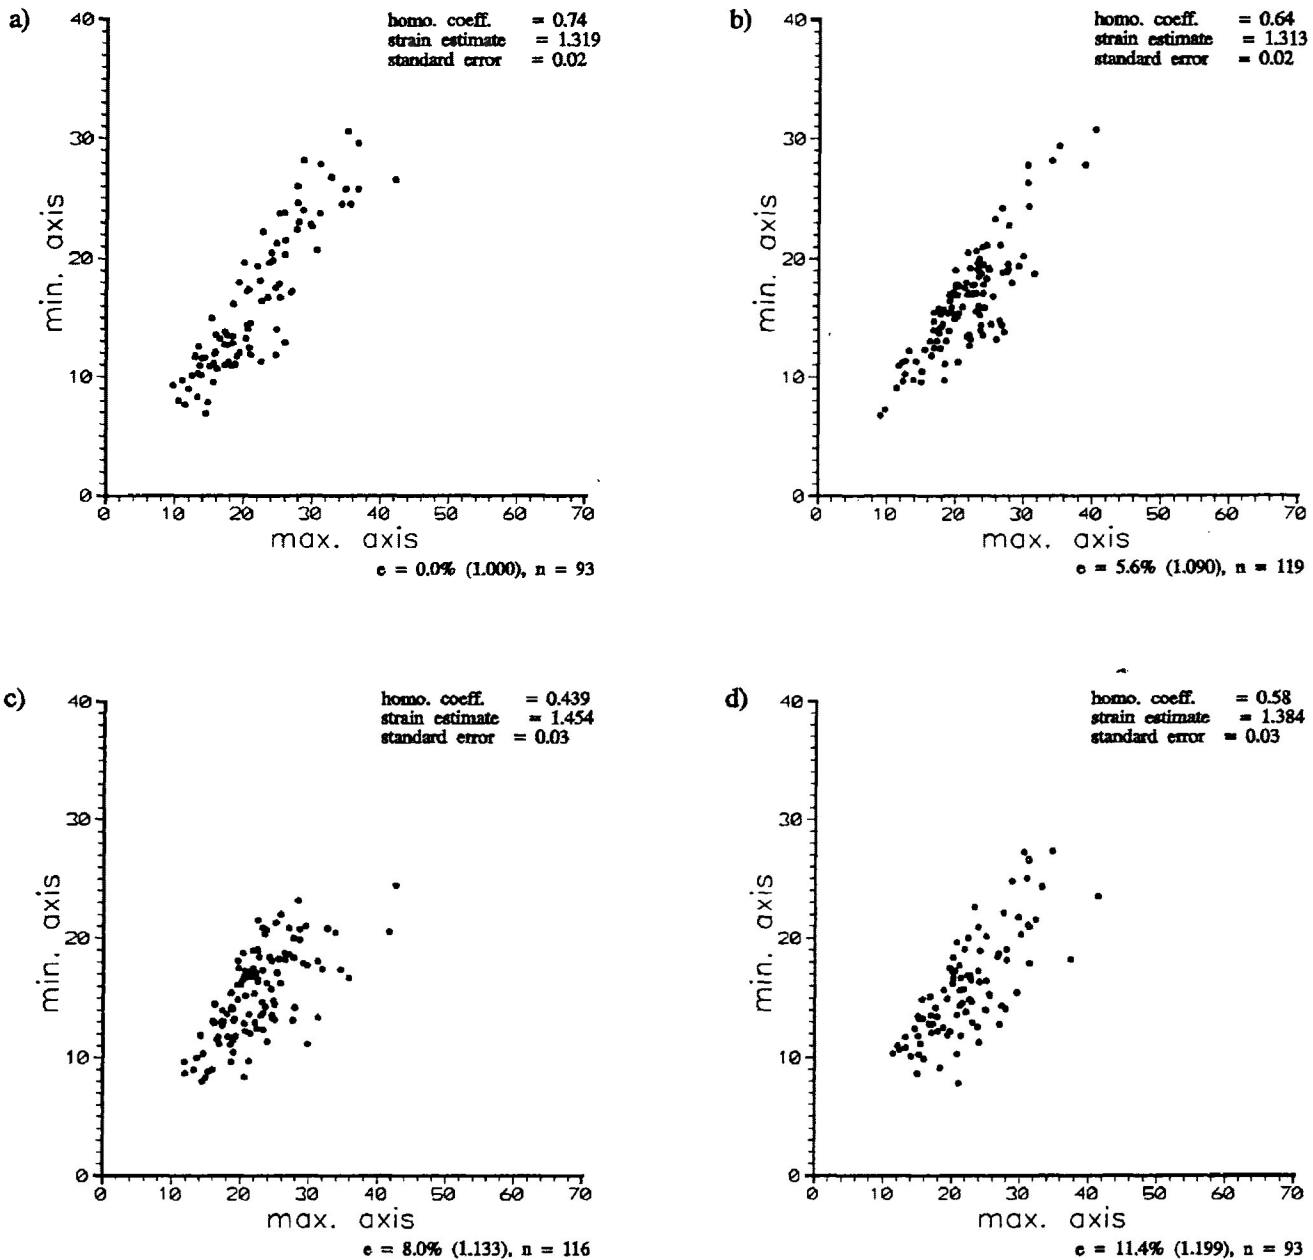 a)
homo. coeff. = 0.74
strain estimate = 1.319
standard error = 0.02
40
30
20
10
0
min. axis
0 10 20 30 40 50 60 70
max. axis
e = 0.0% (1.000), n = 93
b)
homo. coeff. = 0.64
strain estimate = 1.313
standard error = 0.02
40
30
20
10
0
min. axis
0 10 20 30 40 50 60 70
max. axis
e = 5.6% (1.090), n = 119
c)
homo. coeff. = 0.439
strain estimate = 1.454
standard error = 0.03
40
30
20
10
0
min. axis
0 10 20 30 40 50 60 70
max. axis
e = 8.0% (1.133), n = 116
d)
homo. coeff. = 0.58
strain estimate = 1.384
standard error = 0.03
40
30
20
10
0
min. axis
0 10 20 30 40 50 60 70
max. axis
e = 11.4% (1.199), n = 93